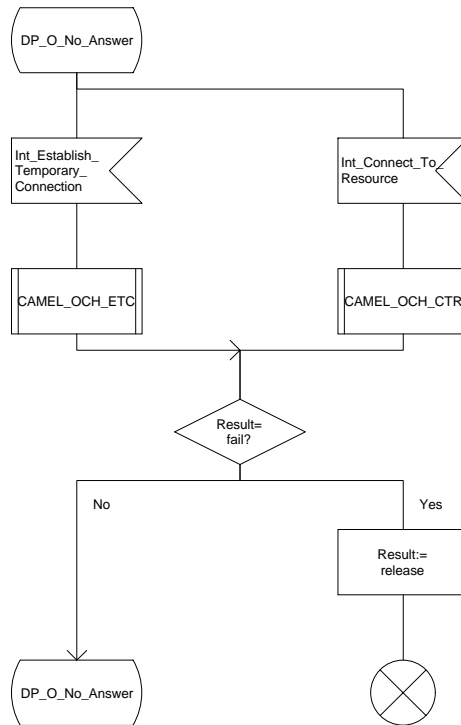 DP_O_No_Answer
Int_Establish_
Temporary_
Connection
Int_Connect_To_
Resource
CAMEL_OCH_ETC
CAMEL_OCH_CTR
Result=
fail?
No
Yes
Result:=
release
DP_O_No_Answer